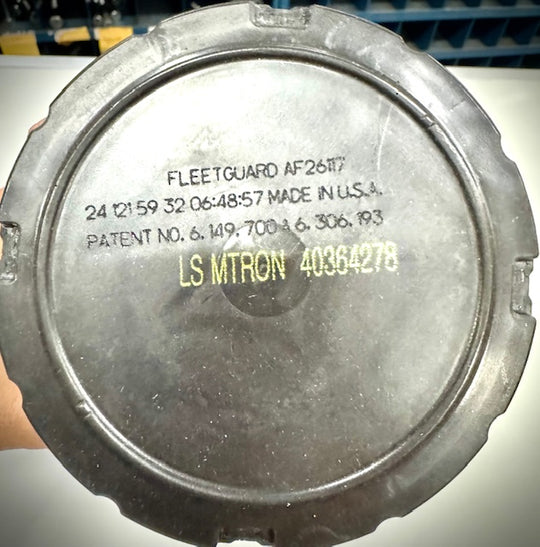 FLEETGUARD AF26117
24 121 59 32 06:48:57 MADE IN U.S.A.
PATENT NO. 6, 149, 700 & 6, 306, 193
LS MTRON 40364278